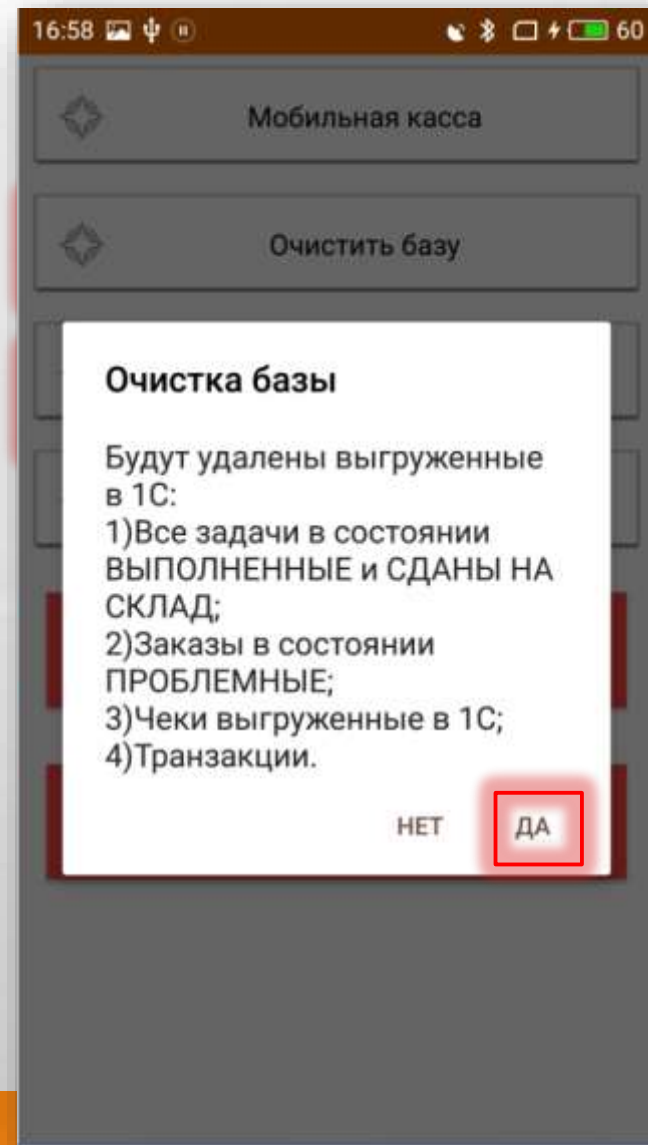 16:58 60
Мобильная касса
Очистить базу
Очистка базы
Будут удалены выгруженные
в 1С:
1)Все задачи в состоянии
ВЫПОЛНЕННЫЕ и СДАНЫ НА
СКЛАД;
2)Заказы в состоянии
ПРОБЛЕМНЫЕ;
3)Чеки выгруженные в 1С;
4)Транзакции.
НЕТ ДА